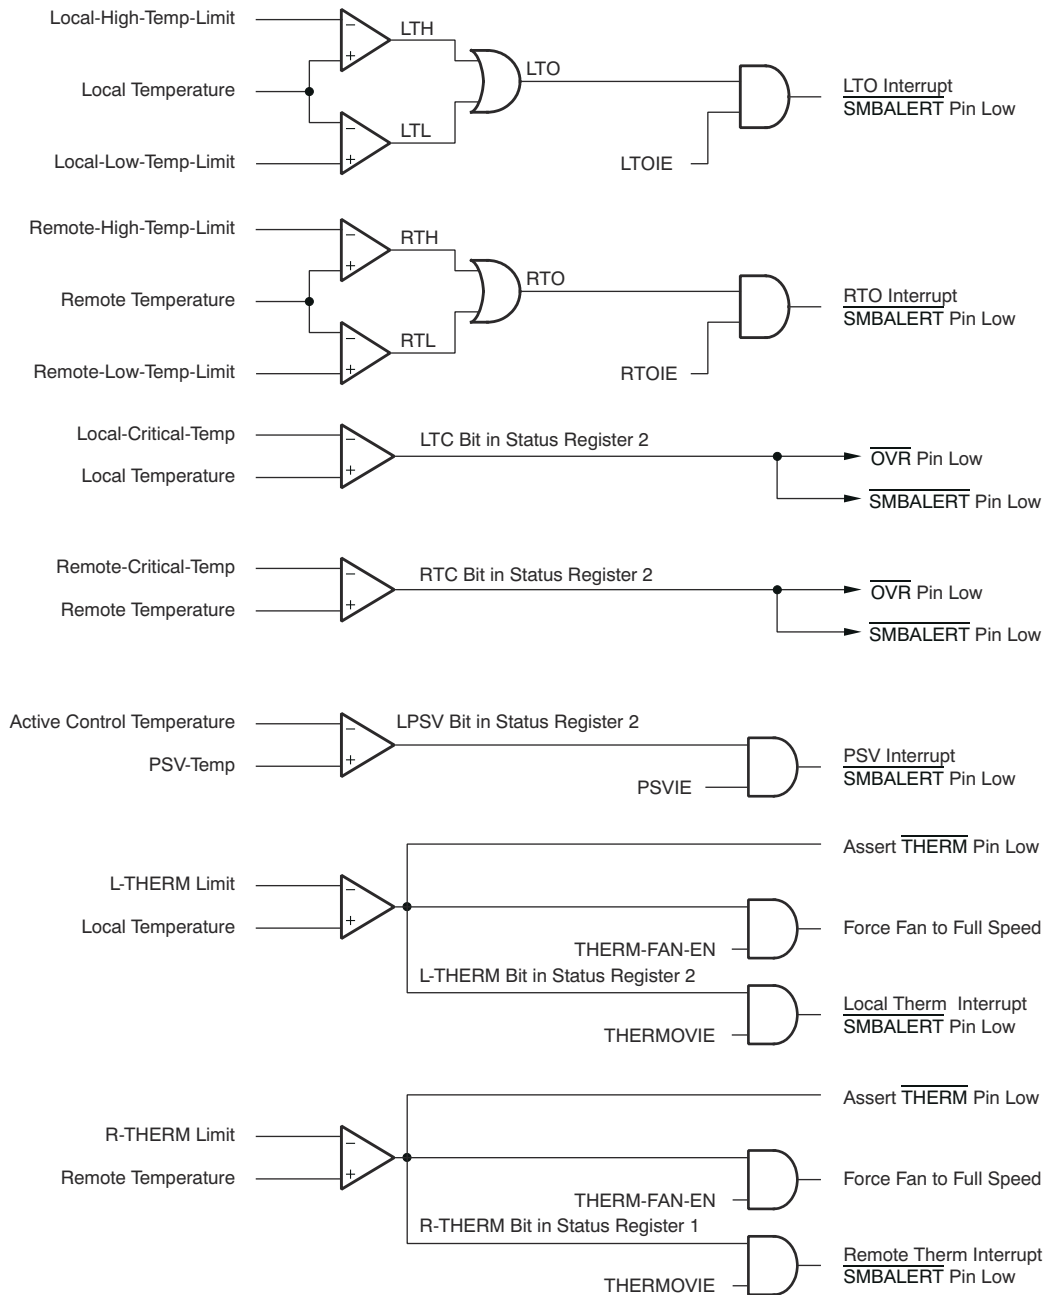 Local-High-Temp-Limit
−
LTH
+
LTO
Local Temperature
LTO Interrupt
SMBALERT Pin Low
−
LTL
+
Local-Low-Temp-Limit
LTOIE
Remote-High-Temp-Limit
−
RTH
+
RTO
Remote Temperature
RTO Interrupt
SMBALERT Pin Low
−
RTL
+
Remote-Low-Temp-Limit
RTOIE
Local-Critical-Temp
−
LTC Bit in Status Register 2
OVR Pin Low
Local Temperature
+
SMBALERT Pin Low
Remote-Critical-Temp
−
RTC Bit in Status Register 2
OVR Pin Low
Remote Temperature
+
SMBALERT Pin Low
Active Control Temperature
−
LPSV Bit in Status Register 2
PSV-Temp
+
PSVIE
PSV Interrupt
SMBALERT Pin Low
Assert THERM Pin Low
L-THERM Limit
−
Local Temperature
+
THERM-FAN-EN
Force Fan to Full Speed
L-THERM Bit in Status Register 2
THERMOVIE
Local Therm Interrupt
SMBALERT Pin Low
Assert THERM Pin Low
R-THERM Limit
−
Remote Temperature
+
THERM-FAN-EN
Force Fan to Full Speed
R-THERM Bit in Status Register 1
THERMOVIE
Remote Therm Interrupt
SMBALERT Pin Low